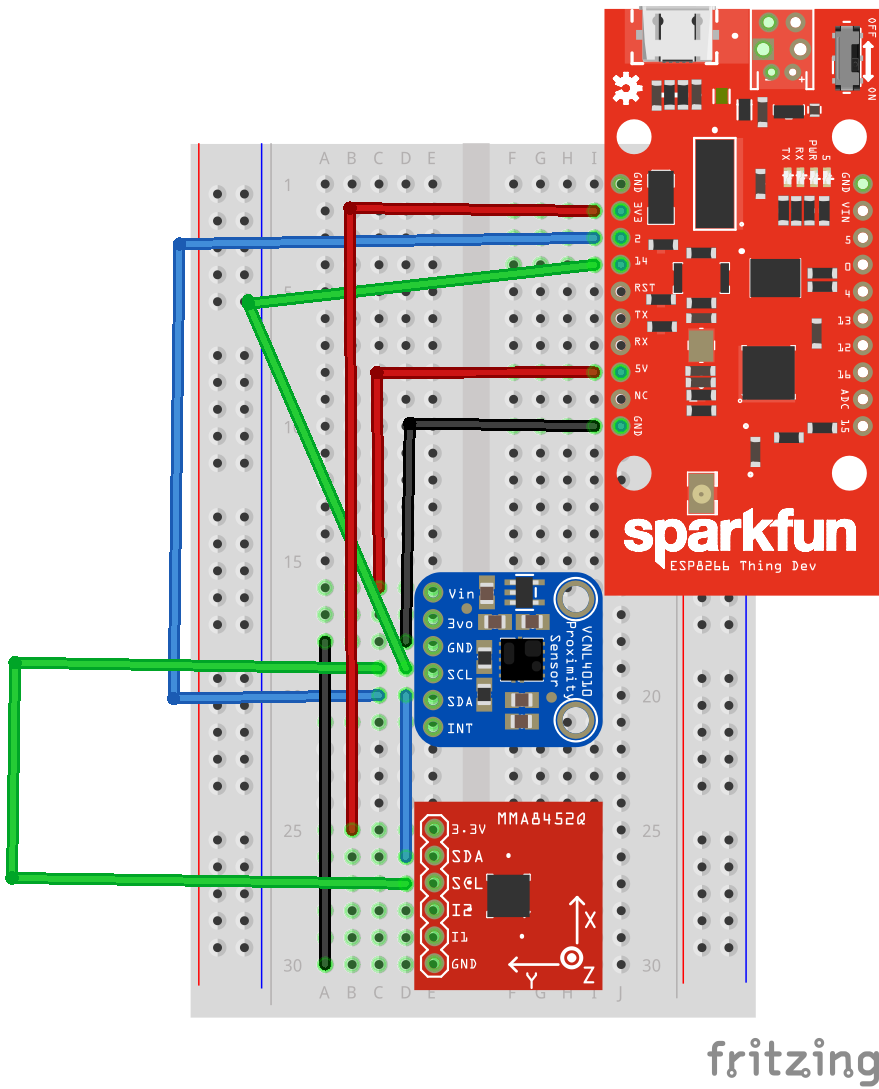 OFF
ON
TX
RX
PWR
5
GND
3V3
2
14
RST
TX
RX
5V
NC
GND
GND
VIN
5
0
4
13
12
16
ADC
15
sparkfun
ESP8266 Thing Dev
A B C D E F G H I
1
5
10
15
20
25
30
20
25
30
A B C D E F G H I J
Vin
3vo
GND
SCL
SDA
INT
VCNL4010
Proximity
Sensor
MMA8452Q
3.3V
SDA
SCL
I2
I1
GND
X
Y
Z
fritzing